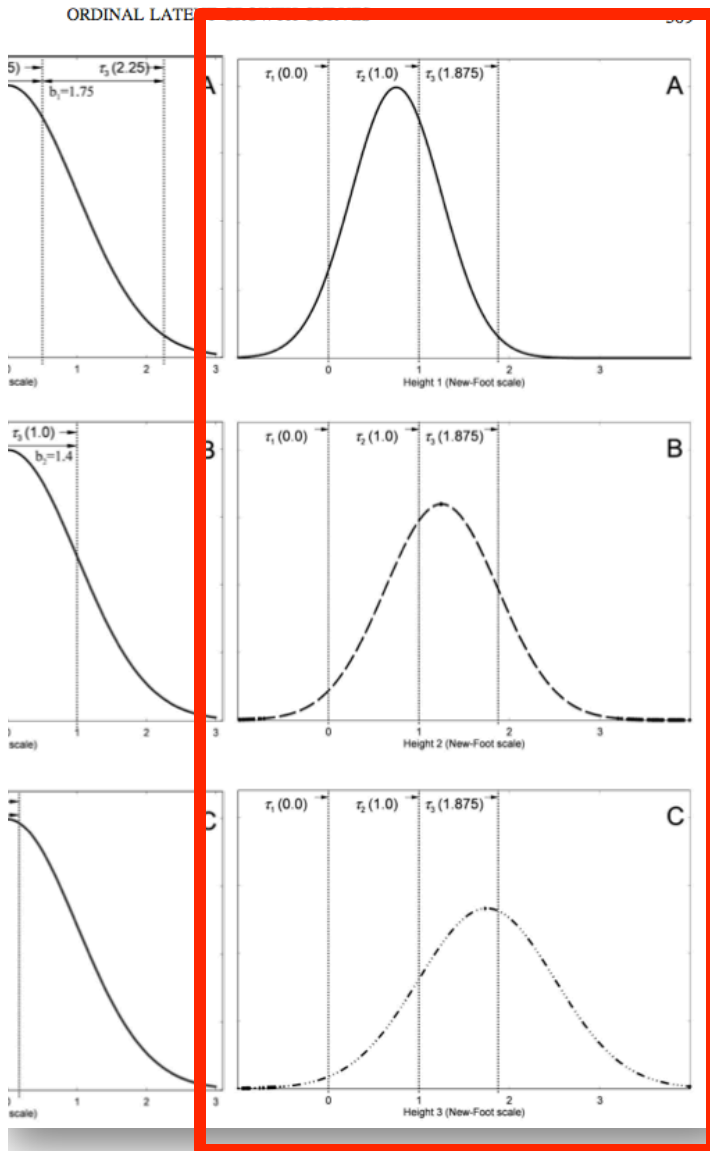 ORDINAL LATE
5) τ₃ (2.25) A
b₁=1.75
0 1 2 3
scale)
τ₁ (0.0) τ₂ (1.0) τ₃ (1.875) A
0 1 2 3
Height 1 (New-Foot scale)
τ₃ (1.0) B
b₂=1.4
0 1 2 3
scale)
τ₁ (0.0) τ₂ (1.0) τ₃ (1.875) B
0 1 2 3
Height 2 (New-Foot scale)
C
0 1 2 3
scale)
τ₁ (0.0) τ₂ (1.0) τ₃ (1.875) C
0 1 2 3
Height 3 (New-Foot scale)